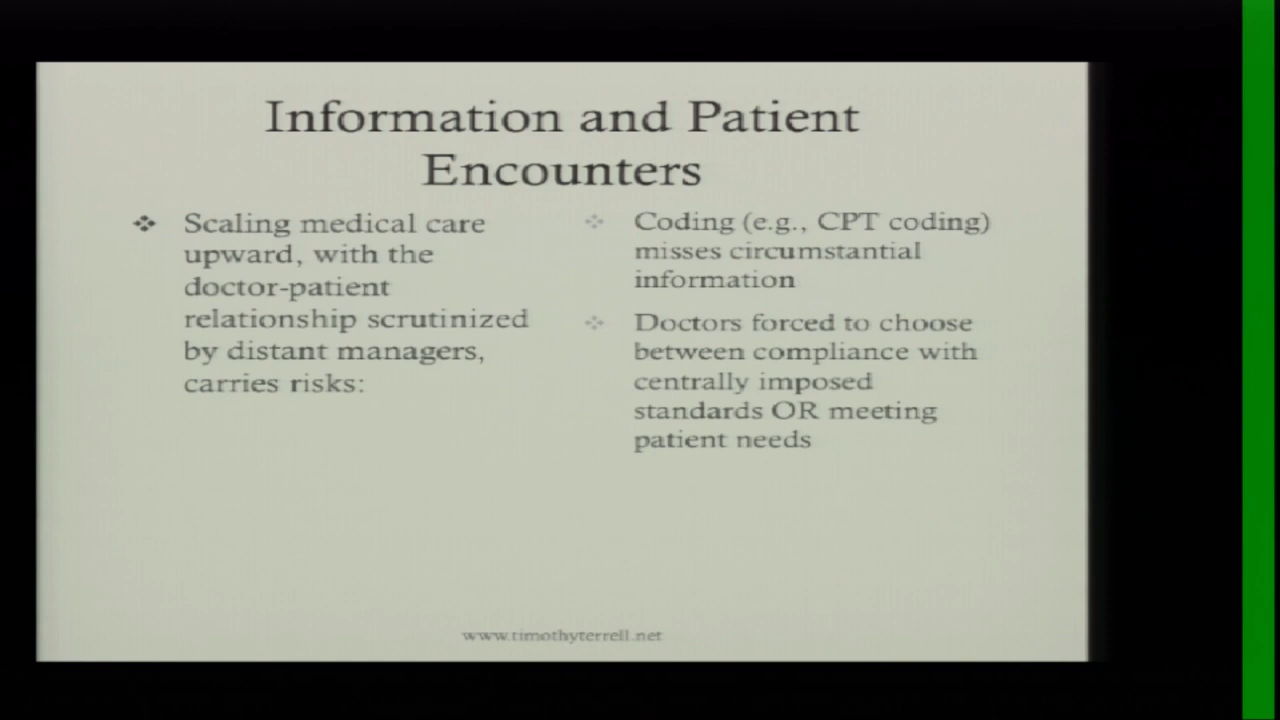 Information and Patient
Encounters
Scaling medical care
upward, with the
doctor-patient
relationship scrutinized
by distant managers,
carries risks:
Coding (e.g., CPT coding)
misses circumstantial
information
Doctors forced to choose
between compliance with
centrally imposed
standards OR meeting
patient needs
www.timothyterrell.net